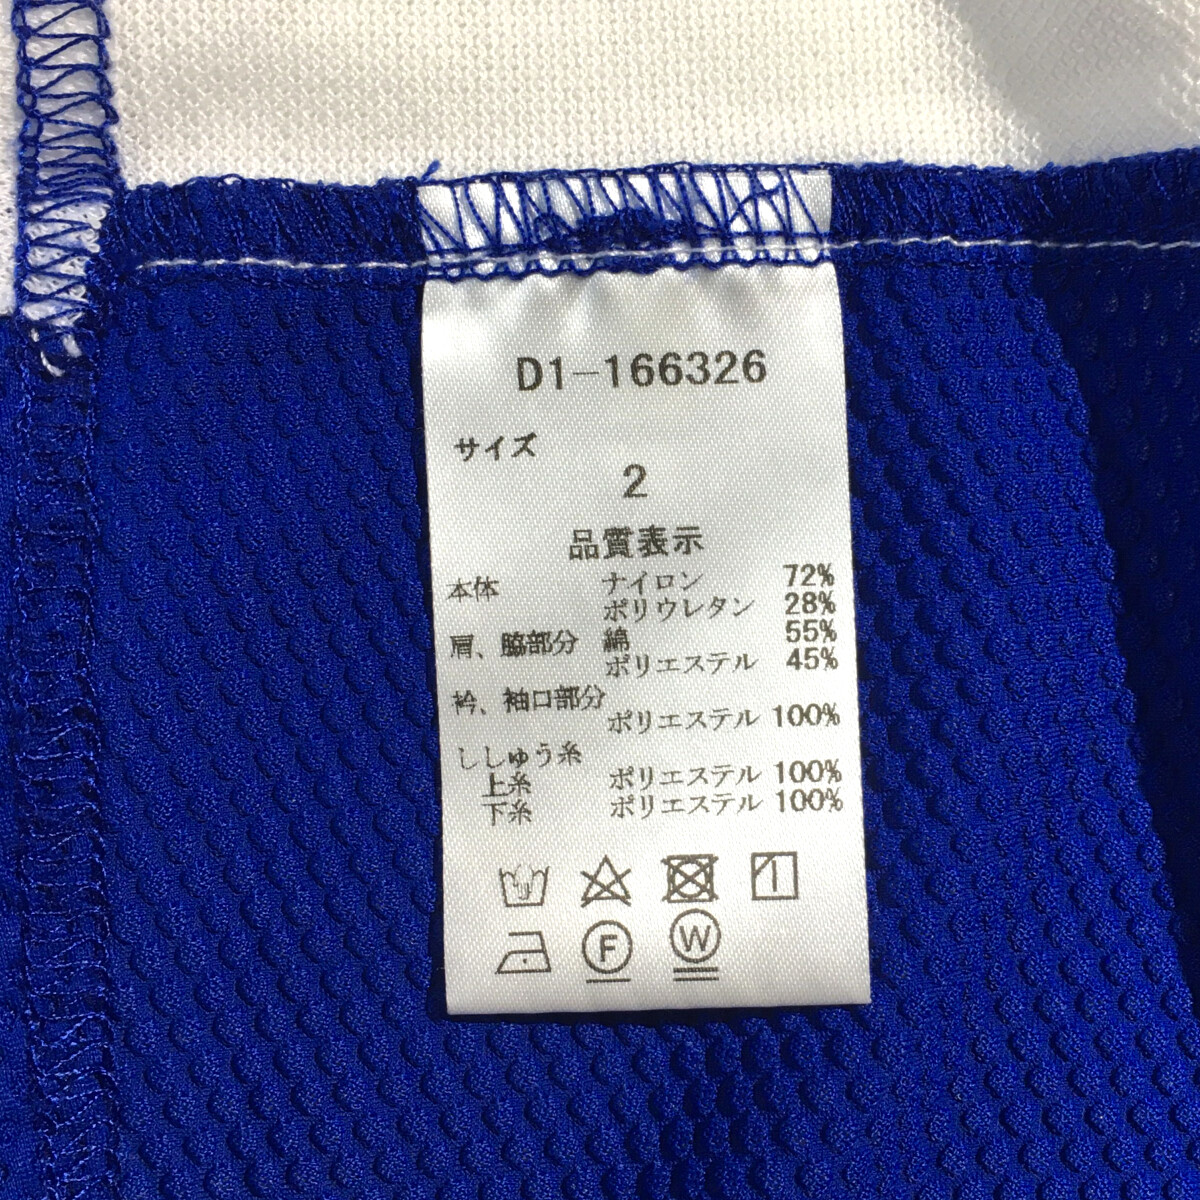 D1-166326
サイズ
2
品質表示
本体 ナイロン 72%
ポリウレタン 28%
肩、脇部分 綿 55%
ポリエステル 45%
衿、袖口部分
ポリエステル 100%
ししゅう糸
上糸 ポリエステル 100%
下糸 ポリエステル 100%
F W